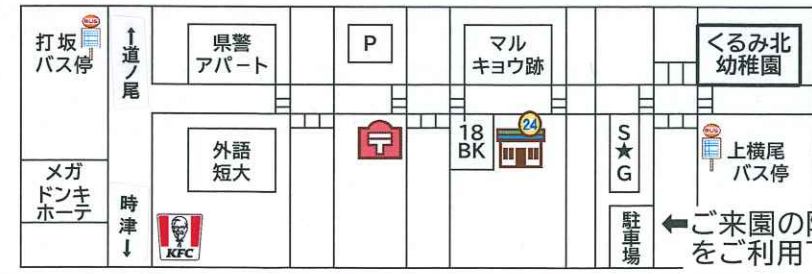 BUS
打坂
バス停
↑道ノ尾
県警
アパート
P
マル
キョウ跡
くるみ北
幼稚園
外語
短大
〒
18
BK
24
S★G
BUS
上横尾
バス停
メガ
ドンキ
ホーテ
時津↓
KFC
駐車場
←ご来園の
をご利用